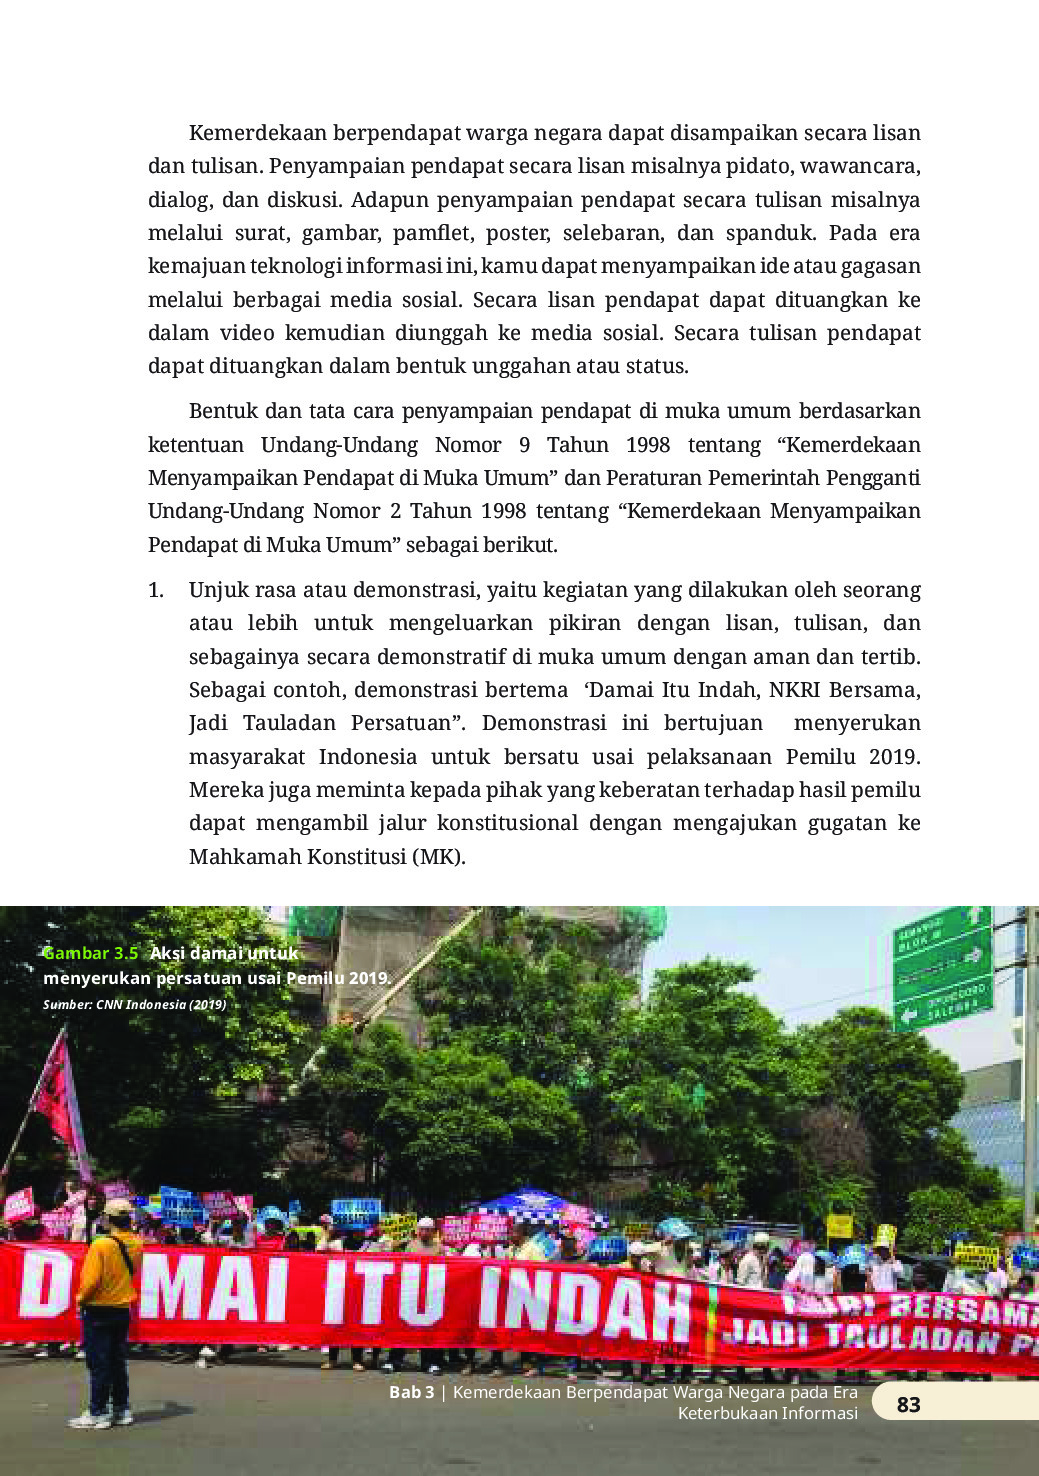 Kemerdekaan berpendapat warga negara dapat disampaikan secara lisan
dan tulisan. Penyampaian pendapat secara lisan misalnya pidato, wawancara,
dialog, dan diskusi. Adapun penyampaian pendapat secara tulisan misalnya
melalui surat, gambar, pamflet, poster, selebaran, dan spanduk. Pada era
kemajuan teknologi informasi ini, kamu dapat menyampaikan ide atau gagasan
melalui berbagai media sosial. Secara lisan pendapat dapat dituangkan ke
dalam video kemudian diunggah ke media sosial. Secara tulisan pendapat
dapat dituangkan dalam bentuk unggahan atau status.
Bentuk dan tata cara penyampaian pendapat di muka umum berdasarkan
ketentuan Undang-Undang Nomor 9 Tahun 1998 tentang “Kemerdekaan
Menyampaikan Pendapat di Muka Umum” dan Peraturan Pemerintah Pengganti
Undang-Undang Nomor 2 Tahun 1998 tentang “Kemerdekaan Menyampaikan
Pendapat di Muka Umum” sebagai berikut.
1. Unjuk rasa atau demonstrasi, yaitu kegiatan yang dilakukan oleh seorang
atau lebih untuk mengeluarkan pikiran dengan lisan, tulisan, dan
sebagainya secara demonstratif di muka umum dengan aman dan tertib.
Sebagai contoh, demonstrasi bertema ‘Damai Itu Indah, NKRI Bersama,
Jadi Tauladan Persatuan”. Demonstrasi ini bertujuan menyerukan
masyarakat Indonesia untuk bersatu usai pelaksanaan Pemilu 2019.
Mereka juga meminta kepada pihak yang keberatan terhadap hasil pemilu
dapat mengambil jalur konstitusional dengan mengajukan gugatan ke
Mahkamah Konstitusi (MK).
Gambar 3.5 Aksi damai untuk
menyerukan persatuan usai Pemilu 2019.
Sumber: CNN Indonesia (2019)
SEMANGGI
BLOK M
SALEMBA
D MAI ITU INDAH
BERSAMA
JADI TAULADAN P
Bab 3 | Kemerdekaan Berpendapat Warga Negara pada Era
Keterbukaan Informasi
83